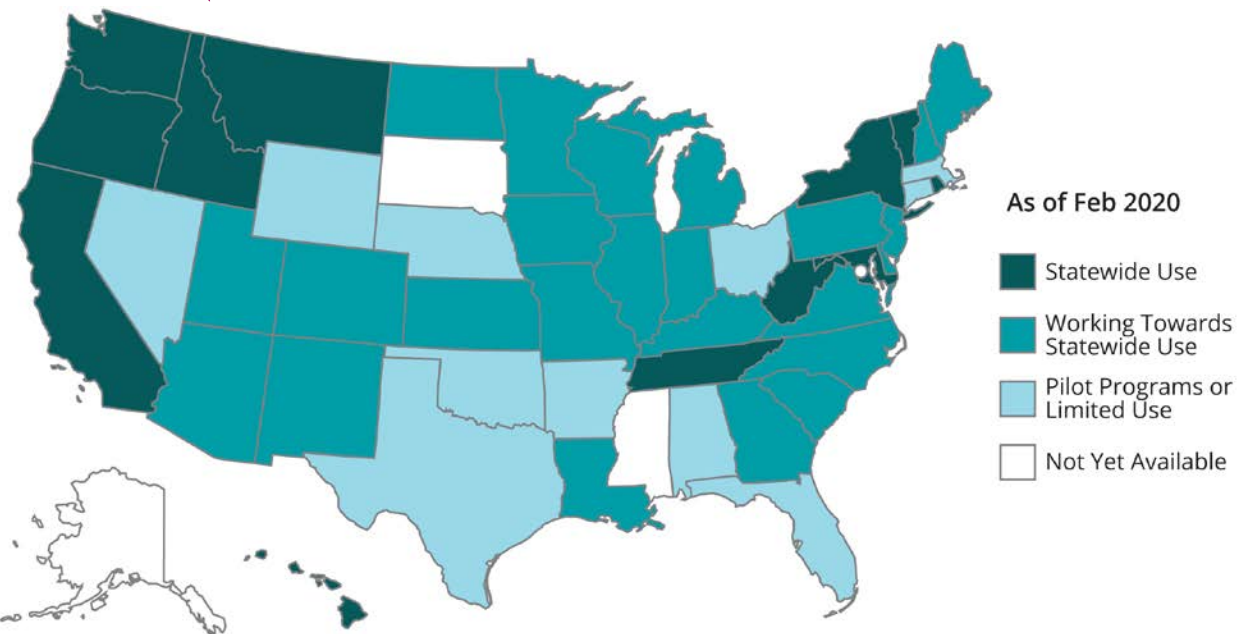 As of Feb 2020
Statewide Use
Working Towards
Statewide Use
Pilot Programs or
Limited Use
Not Yet Available